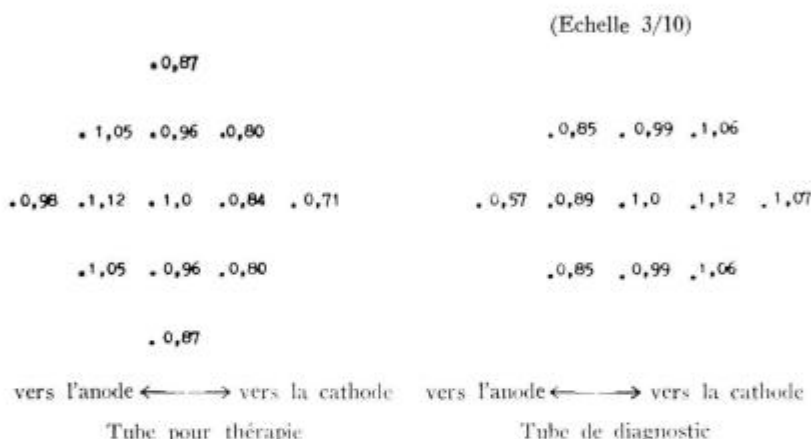 (Echelle 3/10)
.0,87
.1,05 .0,96 .0,80 .0,85 .0,99 .1,06
.0,98 .1,12 .1,0 .0,84 .0,71 .0,57 .0,89 .1,0 .1,12 .1,07
.1,05 .0,96 .0,80 .0,85 .0,99 .1,06
.0,87
vers l'anode ←——→ vers la cathode vers l'anode ←——→ vers la cathode
Tube pour thérapie Tube de diagnostic